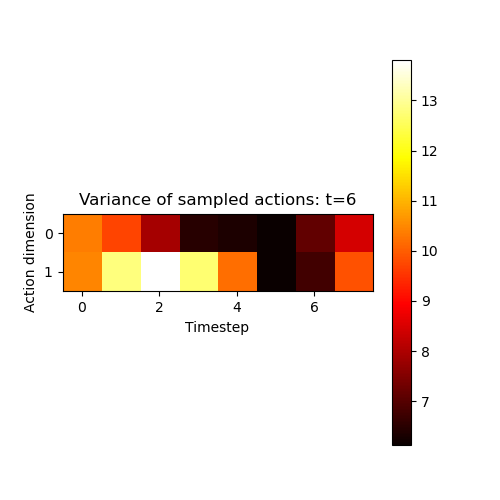 Variance of sampled actions: t=6
Action dimension
0
1
0 2 4 6
Timestep
13
12
11
10
9
8
7